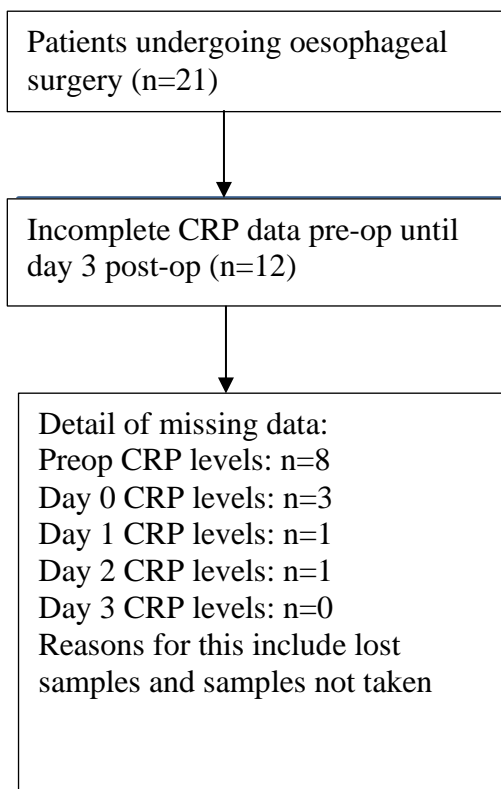 Patients undergoing oesophageal
surgery (n=21)
Incomplete CRP data pre-op until
day 3 post-op (n=12)
Detail of missing data:
Preop CRP levels: n=8
Day 0 CRP levels: n=3
Day 1 CRP levels: n=1
Day 2 CRP levels: n=1
Day 3 CRP levels: n=0
Reasons for this include lost
samples and samples not taken